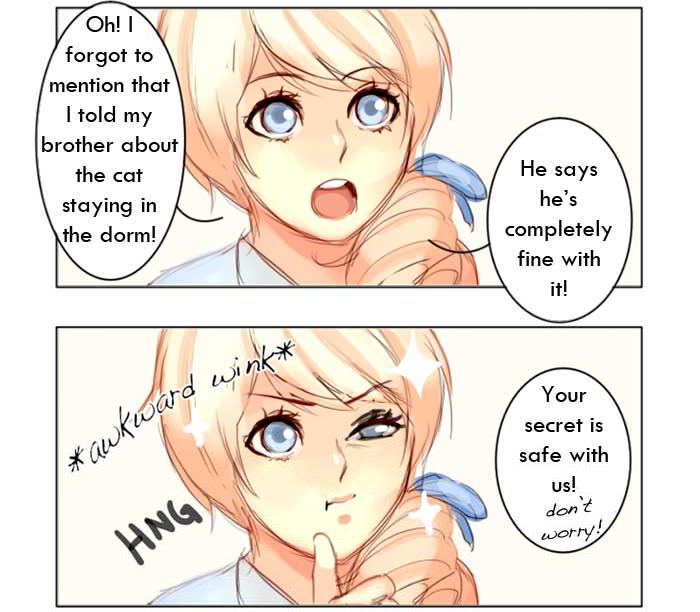 Oh! I
forgot to
mention that
I told my
brother about
the cat
staying in
the dorm!
He says
he's
completely
fine with
it!
*awkward wink*
HNG
Your
secret is
safe with
us!
don't
worry!